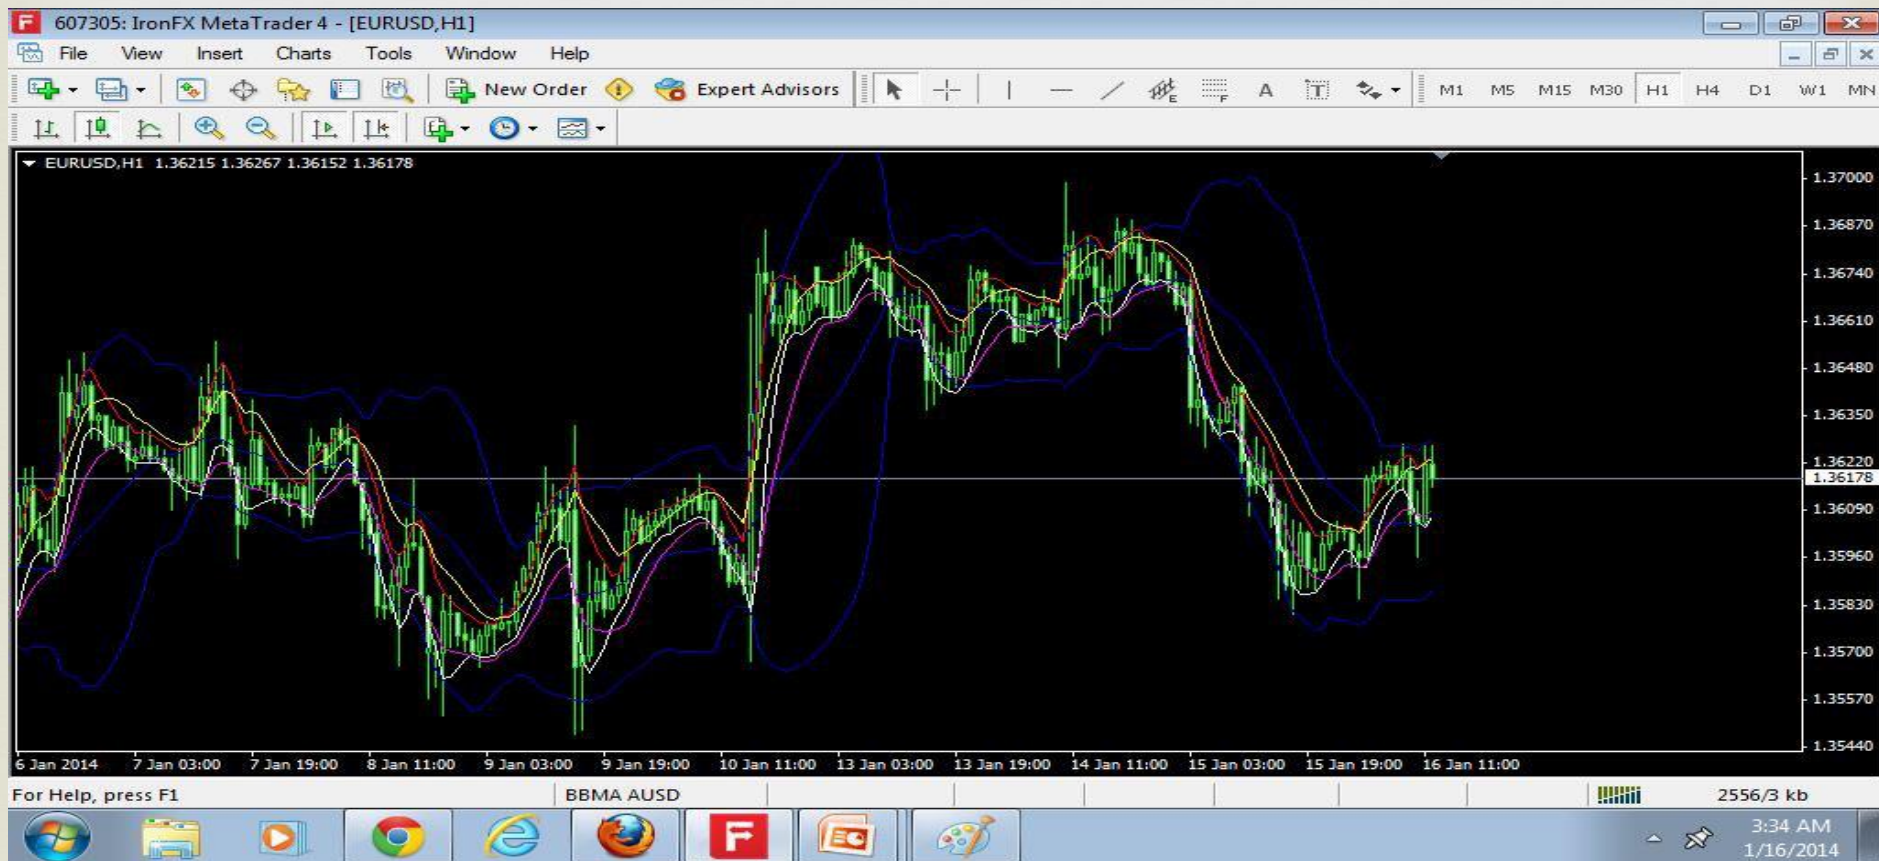 607305: IronFX MetaTrader 4 - [EURUSD,H1]
File View Insert Charts Tools Window Help
New Order Expert Advisors E F A T M1 M5 M15 M30 H1 H4 D1 W1 MN
EURUSD,H1 1.36215 1.36267 1.36152 1.36178
1.37000
1.36870
1.36740
1.36610
1.36480
1.36350
1.36220
1.36178
1.36090
1.35960
1.35830
1.35700
1.35570
1.35440
6 Jan 2014 7 Jan 03:00 7 Jan 19:00 8 Jan 11:00 9 Jan 03:00 9 Jan 19:00 10 Jan 11:00 13 Jan 03:00 13 Jan 19:00 14 Jan 11:00 15 Jan 03:00 15 Jan 19:00 16 Jan 11:00
For Help, press F1 BBMA AUSD 2556/3 kb
3:34 AM
1/16/2014